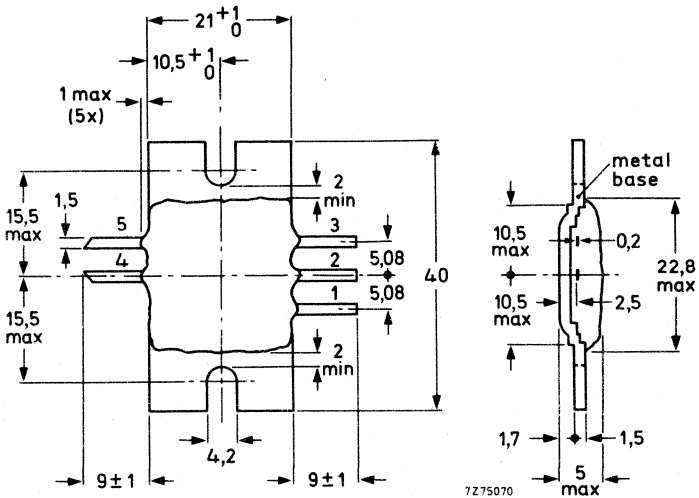 21 +1 0
10,5 +1 0
1 max
(5x)
metal
base
2
min
1,5
5
3
15,5
max
10,5
max
0,2
4
2
5,08
40
22,8
max
1
5,08
10,5
max
2,5
15,5
max
2
min
4,2
1,7
1,5
9±1
9±1
5
max
7Z75070